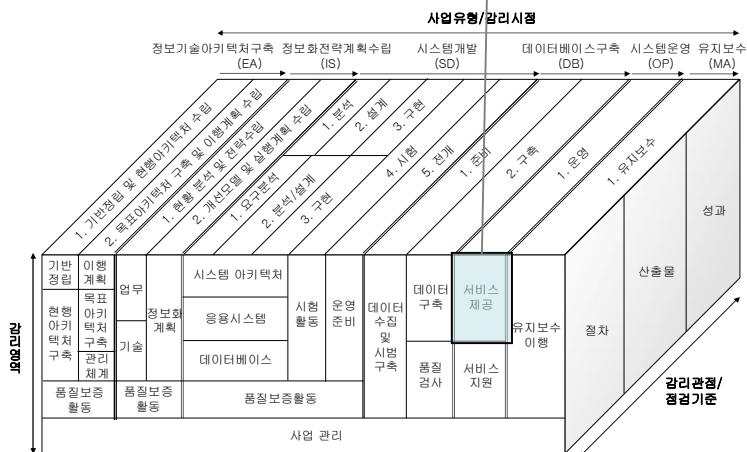 사업유형/감리시점
정보기술아키텍처구축 정보화전략계획수립 시스템개발 데이터베이스구축 시스템운영 유지보수
(EA) (IS) (SD) (DB) (OP) (MA)
1. 기반정립 및 현행아키텍처 수립
2. 목표아키텍처 구축 및 이행계획 수립
1. 현황 분석 및 전략수립
2. 개선모델 및 실행계획 수립
1. 분석
2. 설계
3. 구현
1. 요구분석
2. 분석/설계
3. 구현
4. 시험
5. 전개
1. 준비
2. 구축
1. 운영
1. 유지보수
감리영역
기반
정립
이행
계획
현행
아키
텍처
구축
목표
아키
텍처
구축
관리
체계
업무
기술
정보화
계획
시스템 아키텍처
응용시스템
데이터베이스
시험
활동
운영
준비
데이터
수집
및
시범
구축
데이터
구축
품질
검사
서비스
제공
서비스
지원
유지보수
이행
품질보증
활동
품질보증
활동
품질보증활동
사업 관리
절차
산출물
성과
감리관점/
점검기준